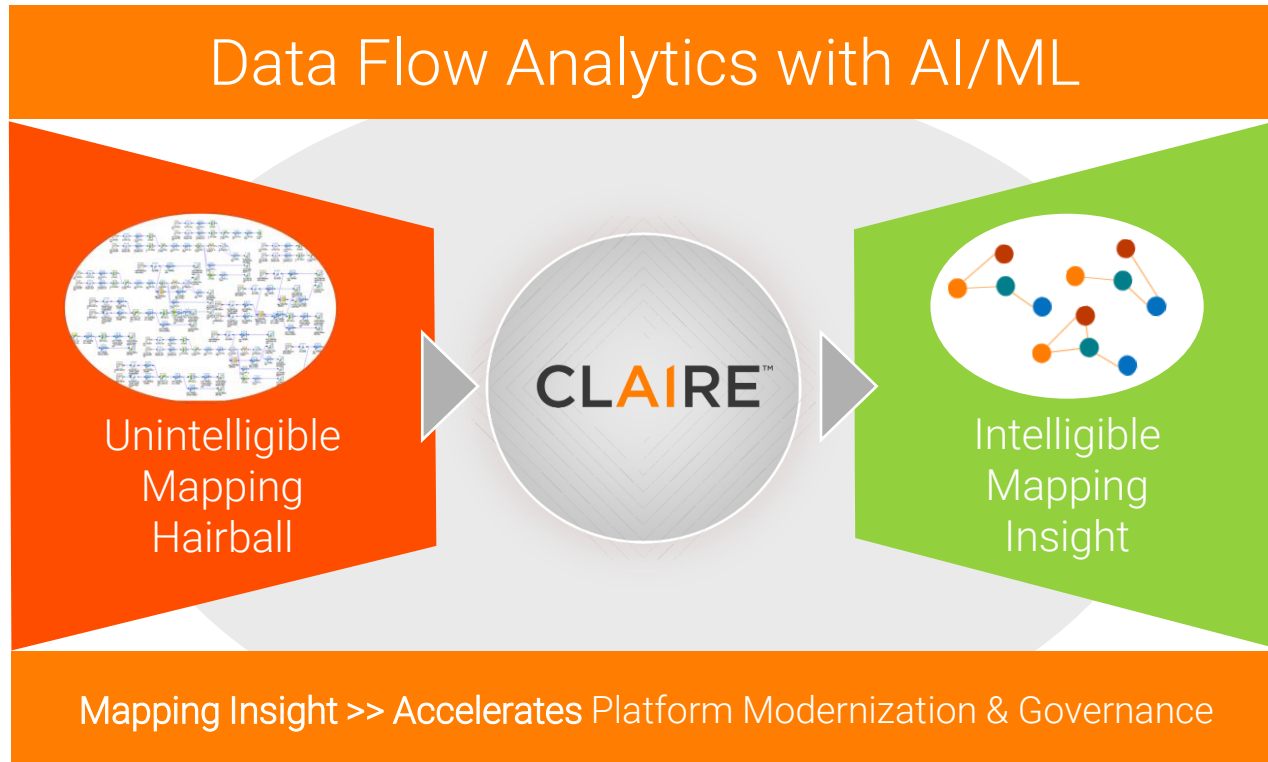 Data Flow Analytics with AI/ML
Unintelligible
Mapping
Hairball
CLAIRE™
Intelligible
Mapping
Insight
Mapping Insight >> Accelerates Platform Modernization & Governance